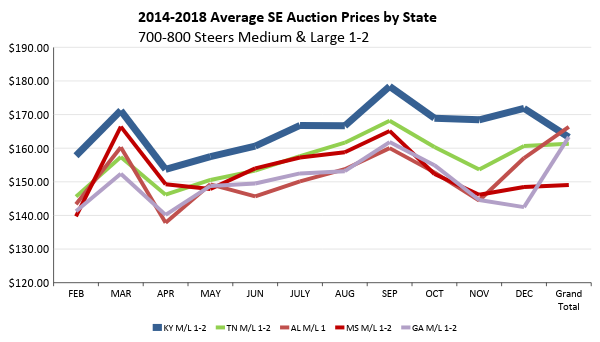 2014-2018 Average SE Auction Prices by State
700-800 Steers Medium & Large 1-2
$190.00
$180.00
$170.00
$160.00
$150.00
$140.00
$130.00
$120.00
FEB MAR APR MAY JUN JULY AUG SEP OCT NOV DEC Grand
Total
KY M/L 1-2 TN M/L 1-2 AL M/L 1 MS M/L 1-2 GA M/L 1-2